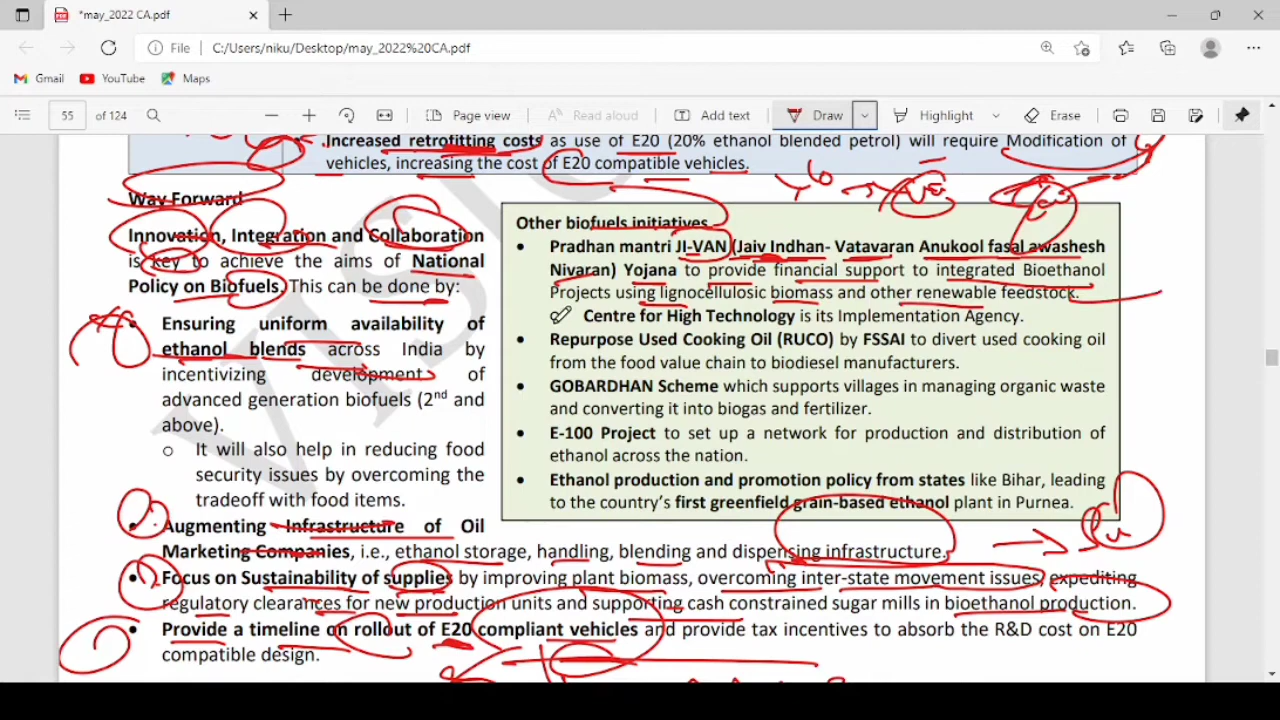 *may_2022 CA.pdf
File
C:/Users/niku/Desktop/may_2022%20CA.pdf
Gmail
YouTube
Maps
55
of 124
Page view
Read aloud
Add text
Draw
Highlight
Erase
Increased retrofitting costs as use of E20 (20% ethanol blended petrol) will require Modification of
vehicles, increasing the cost of E20 compatible vehicles.
Way Forward
Innovation, Integration and Collaboration
is key to achieve the aims of National
Policy on Biofuels. This can be done by:
• Ensuring uniform availability of
ethanol blends across India by
incentivizing development of
advanced generation biofuels (2nd and
above).
o It will also help in reducing food
security issues by overcoming the
tradeoff with food items.
• Augmenting Infrastructure of Oil
Marketing Companies, i.e., ethanol storage, handling, blending and dispensing infrastructure.
• Focus on Sustainability of supplies by improving plant biomass, overcoming inter-state movement issues, expediting
regulatory clearances for new production units and supporting cash constrained sugar mills in bioethanol production.
• Provide a timeline on rollout of E20 compliant vehicles and provide tax incentives to absorb the R&D cost on E20
compatible design.
Other biofuels initiatives
• Pradhan mantri JI-VAN (Jaiv Indhan- Vatavaran Anukool fasal awashesh
Nivaran) Yojana to provide financial support to integrated Bioethanol
Projects using lignocellulosic biomass and other renewable feedstock.
Centre for High Technology is its Implementation Agency.
• Repurpose Used Cooking Oil (RUCO) by FSSAI to divert used cooking oil
from the food value chain to biodiesel manufacturers.
• GOBARDHAN Scheme which supports villages in managing organic waste
and converting it into biogas and fertilizer.
• E-100 Project to set up a network for production and distribution of
ethanol across the nation.
• Ethanol production and promotion policy from states like Bihar, leading
to the country's first greenfield grain-based ethanol plant in Purnea.